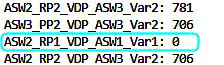 ASW2_RP2_VDP_ASW3_Var2: 781
ASW3_PP2_VDP_ASW3_Var2: 706
ASW2_RP1_VDP_ASW1_Var1: 0
ASW2_RP2_VDP_ASW3_Var2: 706